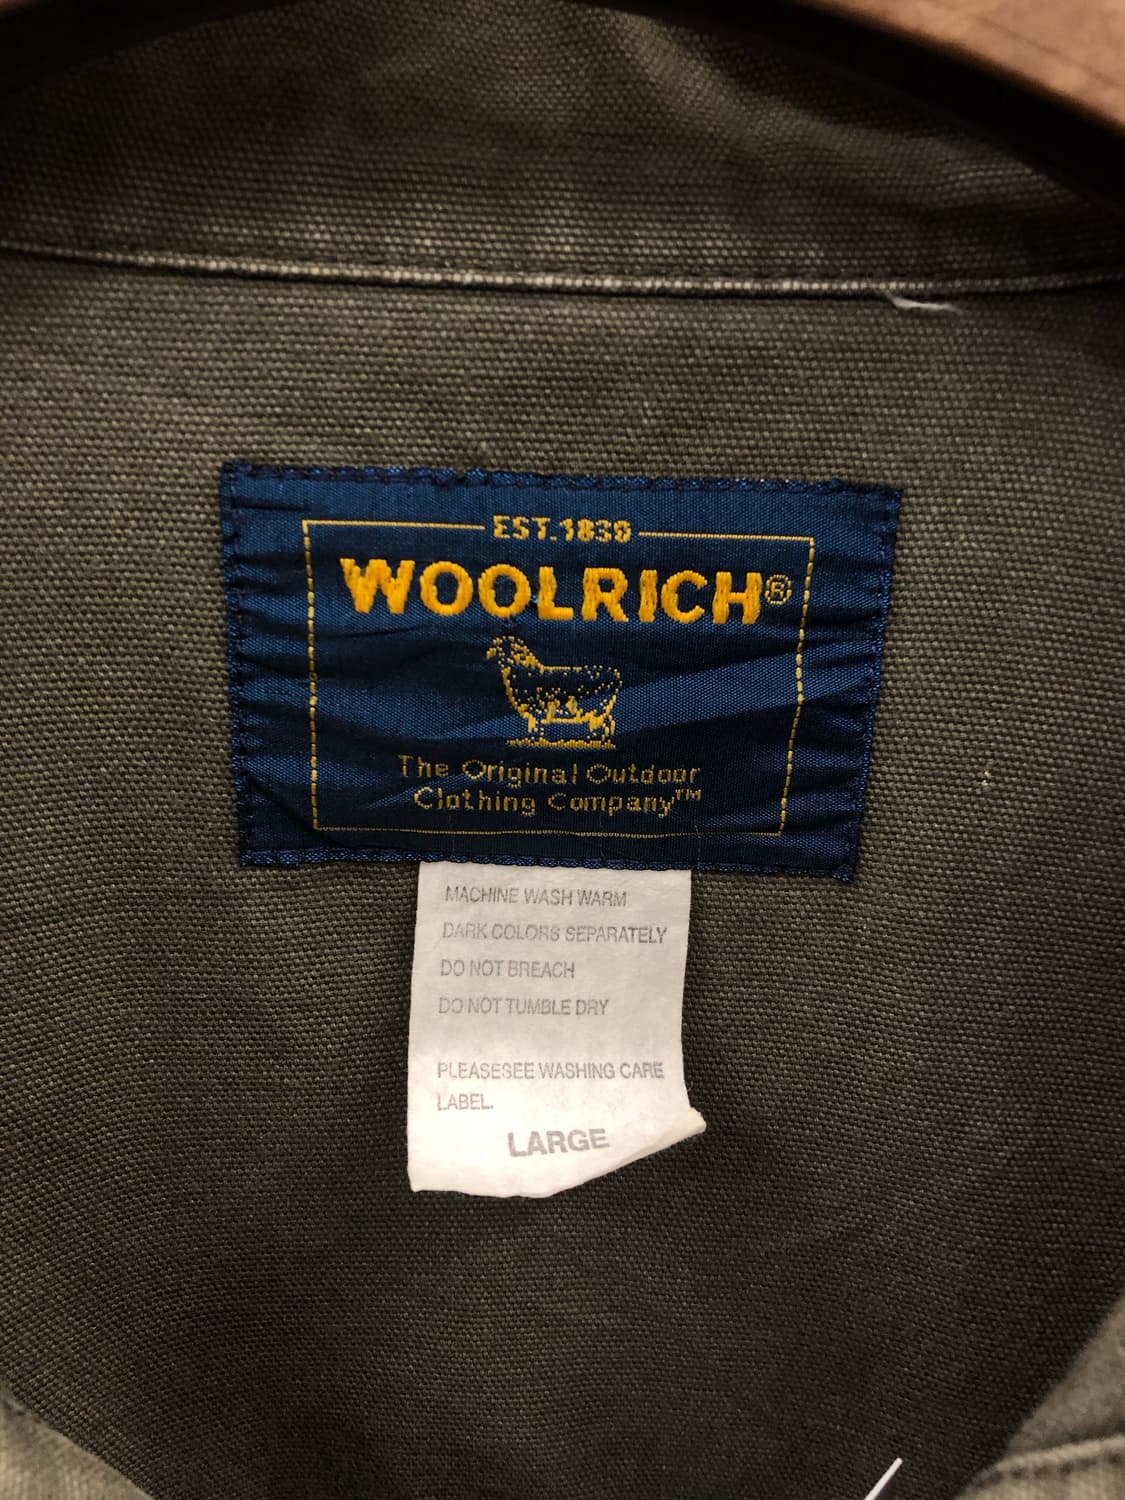 EST.1830
WOOLRICH®
The Original Outdoor
Clothing Company™
MACHINE WASH WARM
DARK COLORS SEPARATELY
DO NOT BREACH
DO NOT TUMBLE DRY
PLEASESEE WASHING CARE
LABEL.
LARGE